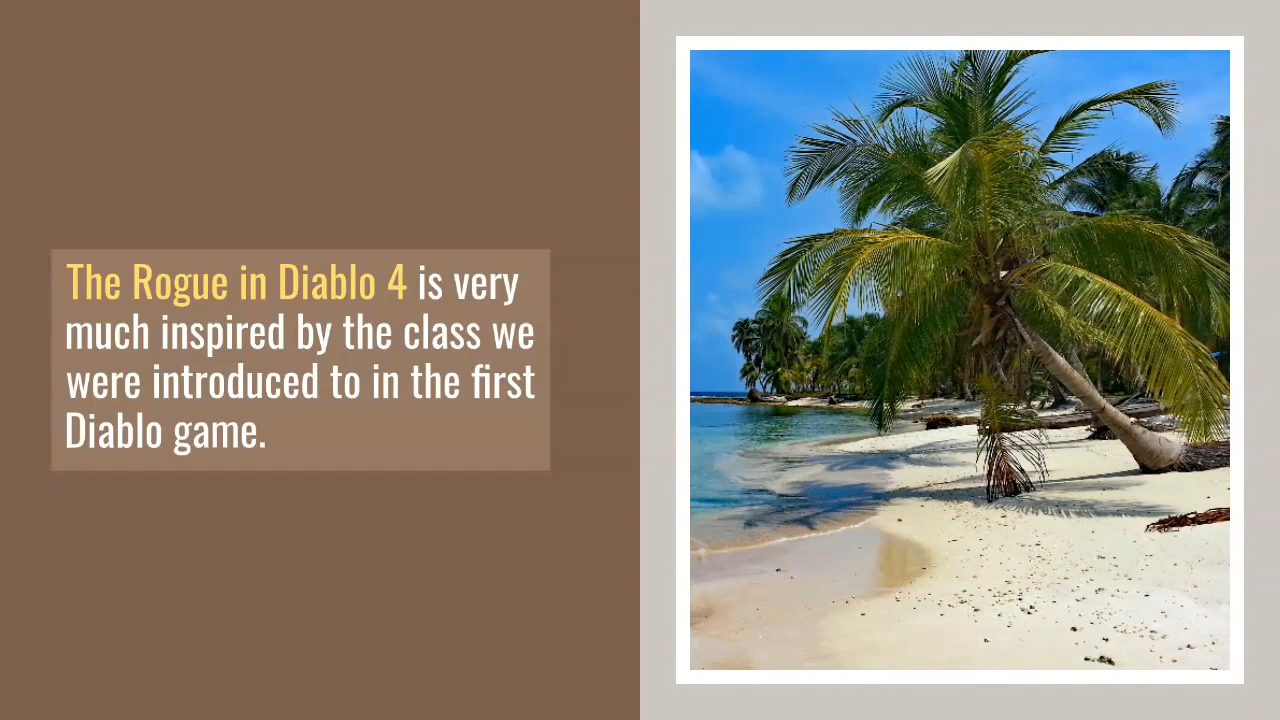 The Rogue in Diablo 4 is very
much inspired by the class we
were introduced to in the first
Diablo game.